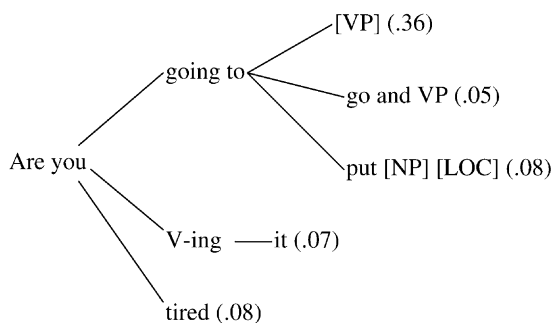 [VP] (.36)
going to
go and VP (.05)
Are you
put [NP] [LOC] (.08)
V-ing
it (.07)
tired (.08)